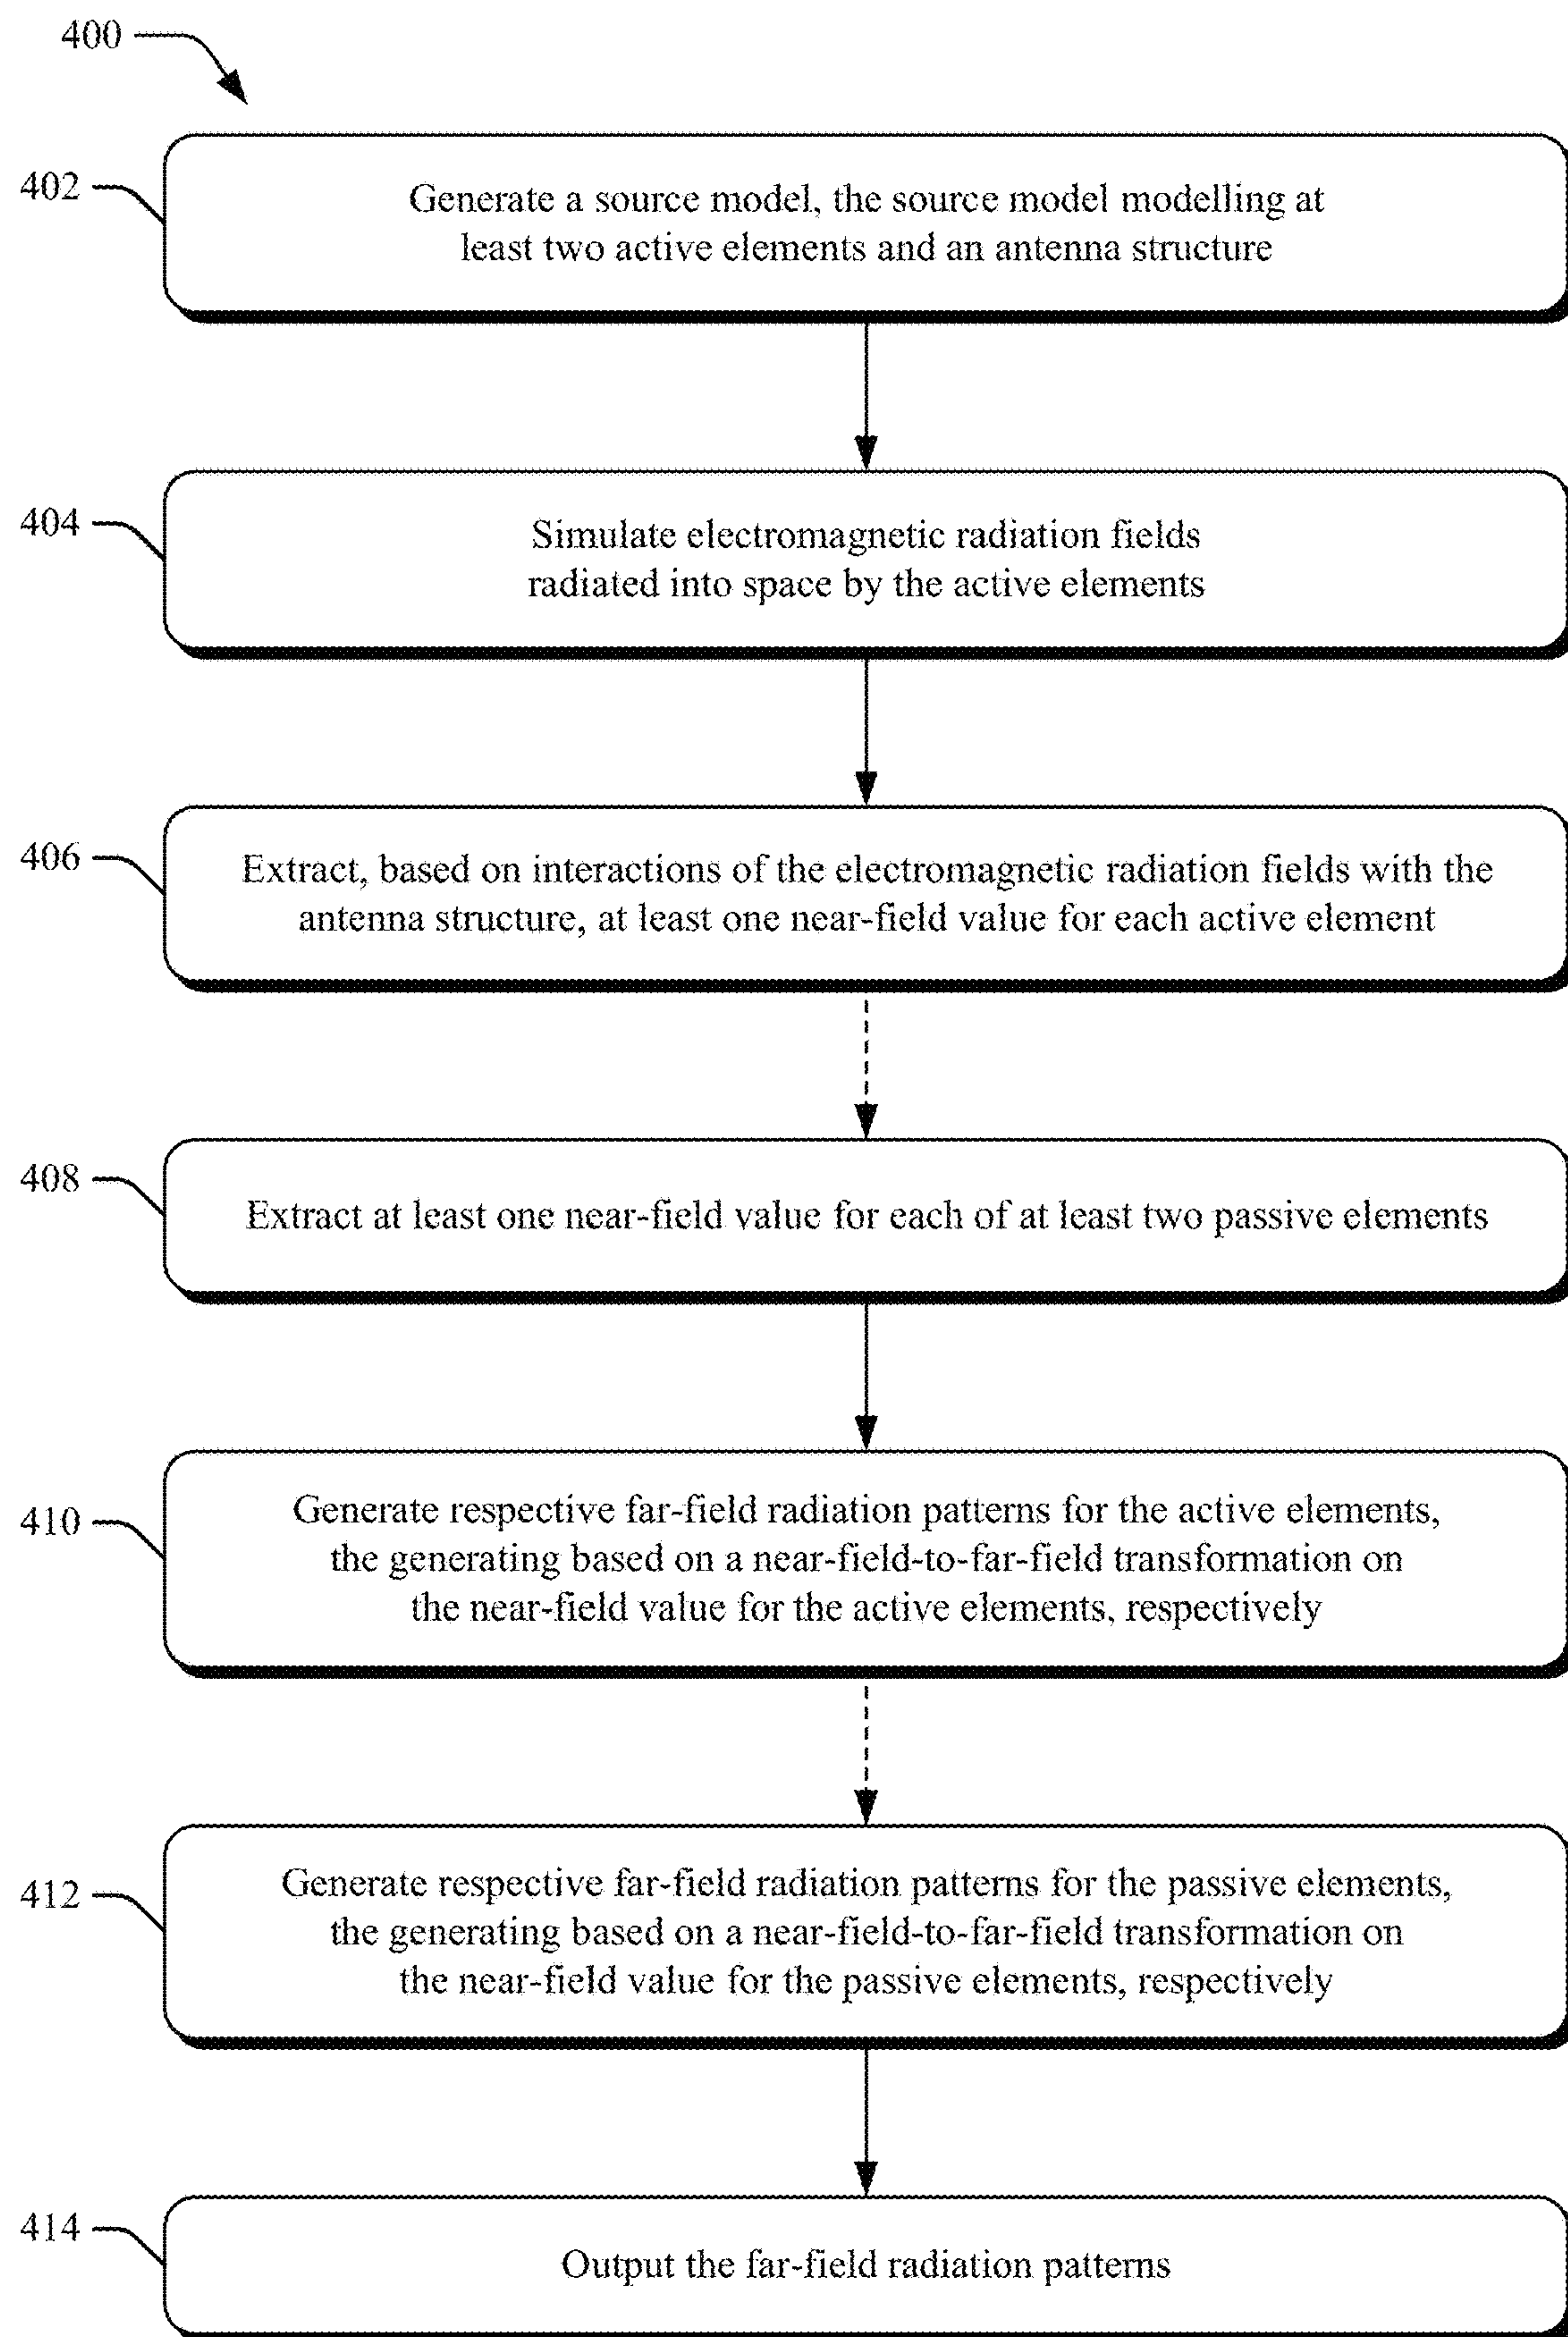 400
402
Generate a source model, the source model modelling at
least two active elements and an antenna structure
404
Simulate electromagnetic radiation fields
radiated into space by the active elements
406
Extract, based on interactions of the electromagnetic radiation fields with the
antenna structure, at least one near-field value for each active element
408
Extract at least one near-field value for each of at least two passive elements
410
Generate respective far-field radiation patterns for the active elements,
the generating based on a near-field-to-far-field transformation on
the near-field value for the active elements, respectively
412
Generate respective far-field radiation patterns for the passive elements,
the generating based on a near-field-to-far-field transformation on
the near-field value for the passive elements, respectively
414
Output the far-field radiation patterns